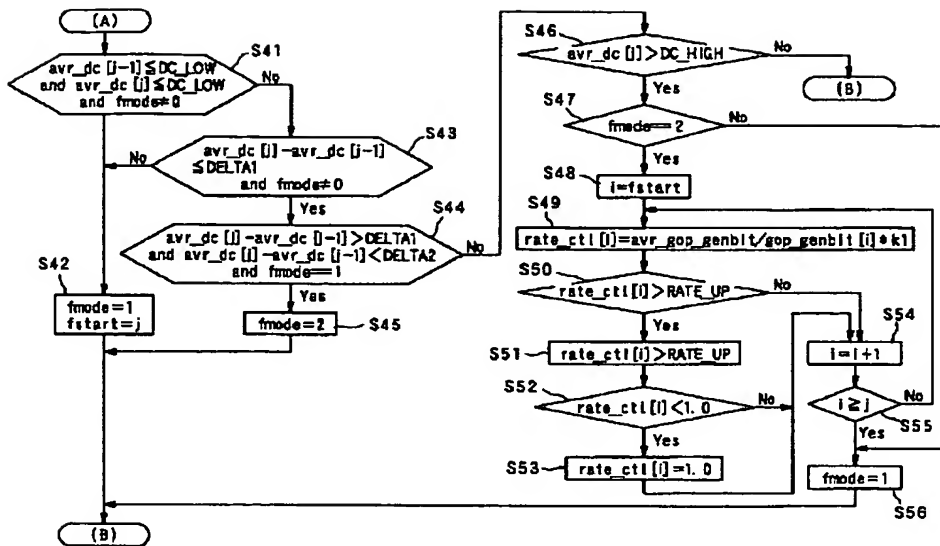 (A)
S41
avr_dc [j-1] ≦DC_LOW
and avr_dc [j] ≦DC_LOW
and fmode≠0
No
S43
avr_dc [j] -avr_dc [j-1]
≦DELTA1
and fmode≠0
No
Yes
S44
avr_dc [j] -avr_dc [j-1] >DELTA1
and avr_dc [j] -avr_dc [j-1] <DELTA2
and fmode==1
No
S42
fmode=1
fstart=j
Yes
fmode=2
S45
(B)
S46
avr_dc [j] >DC_HIGH
No
(B)
Yes
S47
fmode==2
No
Yes
S48
i=fstart
S49
rate_ctl [i] =avr_gop_genbit/gop_genbit [i] *k1
S50
rate_ctl [i] >RATE_UP
No
Yes
S54
i=i+1
S51
rate_ctl [i] >RATE_UP
S52
rate_ctl [i] <1.0
No
i≧j
No
S55
Yes
Yes
S53
rate_ctl [i] =1.0
fmode=1
S56